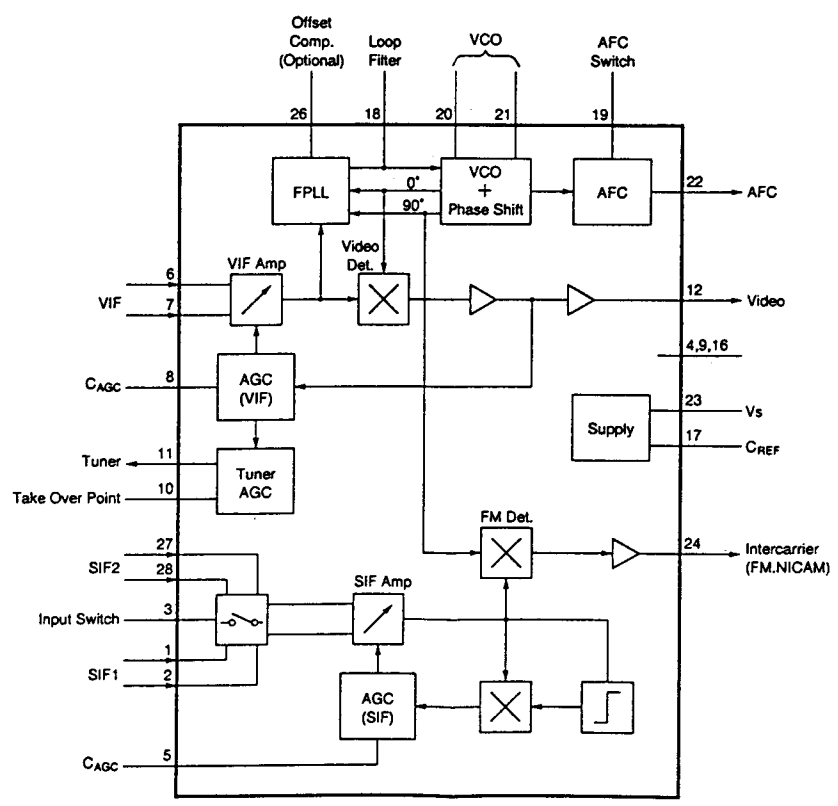 Offset
Comp.
(Optional)
Loop
Filter
VCO
AFC
Switch
26
18
20
21
19
FPLL
0°
90°
VCO
+
Phase Shift
AFC
22
AFC
Video
Det.
VIF Amp
6
VIF
7
12
Video
4,9,16
8
CAGC
AGC
(VIF)
23
Vs
Supply
17
CREF
Tuner
11
Tuner
AGC
10
Take Over Point
FM Det.
24
Intercarrier
(FM.NICAM)
27
SIF2
28
SIF Amp
Input Switch
3
1
SIF1
2
AGC
(SIF)
5
CAGC